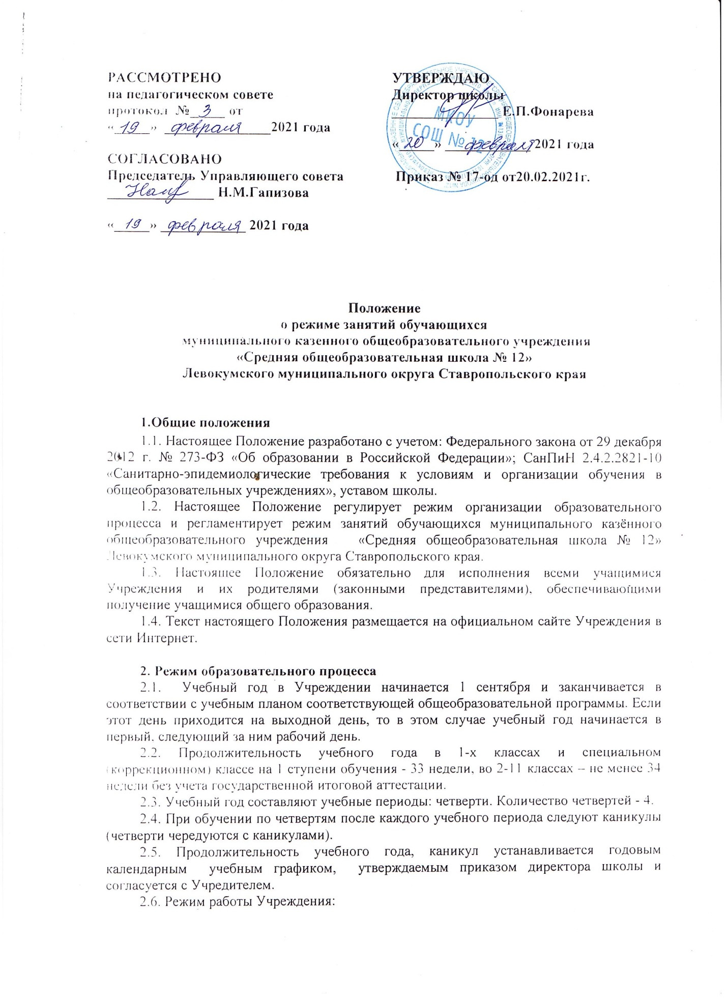 РАССМОТРЕНО
на педагогическом совете
протокол № 3 от
« 19 » февраля 2021 года
СОГЛАСОВАНО
Председатель Управляющего совета
Н.М.Гапизова
« 19 » февраля 2021 года
УТВЕРЖДАЮ
Директор школы
Е.П.Фонарева
« 20 » февраля 2021 года
Приказ № 17-од от20.02.2021г.
МКОУ
СОШ № 12
Положение
о режиме занятий обучающихся
муниципального казенного общеобразовательного учреждения
«Средняя общеобразовательная школа № 12»
Левокумского муниципального округа Ставропольского края
1.Общие положения
1.1. Настоящее Положение разработано с учетом: Федерального закона от 29 декабря
2012 г. № 273-ФЗ «Об образовании в Российской Федерации»; СанПиН 2.4.2.2821-10
«Санитарно-эпидемиологические требования к условиям и организации обучения в
общеобразовательных учреждениях», уставом школы.
1.2. Настоящее Положение регулирует режим организации образовательного
процесса и регламентирует режим занятий обучающихся муниципального казённого
общеобразовательного учреждения «Средняя общеобразовательная школа № 12»
Левокумского муниципального округа Ставропольского края.
1.3. Настоящее Положение обязательно для исполнения всеми учащимися
Учреждения и их родителями (законными представителями), обеспечивающими
получение учащимися общего образования.
1.4. Текст настоящего Положения размещается на официальном сайте Учреждения в
сети Интернет.
2. Режим образовательного процесса
2.1. Учебный год в Учреждении начинается 1 сентября и заканчивается в
соответствии с учебным планом соответствующей общеобразовательной программы. Если
этот день приходится на выходной день, то в этом случае учебный год начинается в
первый, следующий за ним рабочий день.
2.2. Продолжительность учебного года в 1-х классах и специальном
(коррекционном) классе на 1 ступени обучения - 33 недели, во 2-11 классах – не менее 34
недели без учета государственной итоговой аттестации.
2.3. Учебный год составляют учебные периоды: четверти. Количество четвертей - 4.
2.4. При обучении по четвертям после каждого учебного периода следуют каникулы
(четверти чередуются с каникулами).
2.5. Продолжительность учебного года, каникул устанавливается годовым
календарным учебным графиком, утверждаемым приказом директора школы и
согласуется с Учредителем.
2.6. Режим работы Учреждения: